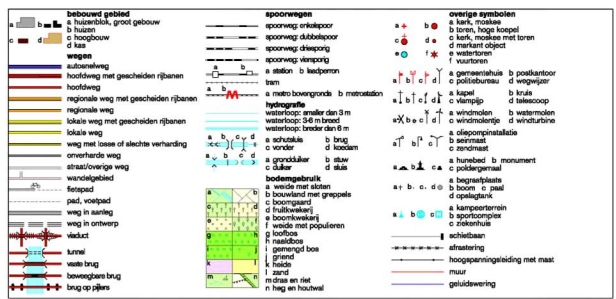 bebouwd gebied
a huizenblok, groot gebouw
b huizen
c hoogbouw
d kas
wegen
autosnelweg
hoofdweg met gescheiden rijbanen
hoofdweg
regionale weg met gescheiden rijbanen
regionale weg
lokale weg met gescheiden rijbanen
lokale weg
weg met losse of slechte verharding
onverharde weg
straat/overige weg
wandelgebied
fietspad
pad, voetpad
weg in aanleg
weg in ontwerp
viaduct
tunnel
vaste brug
beweegbare brug
brug op pijlers
spoorwegen
spoorweg: enkelspoor
spoorweg: dubbelspoor
spoorweg: driesporig
spoorweg: viersporig
a station b laadperron
tram
a metro bovengronds b metrostation
hydrografie
waterloop: smaller dan 3 m
waterloop: 3-6 m breed
waterloop: breder dan 6 m
a schutsluis b brug
c vonder d koedam
a grondduiker b stuw
c duiker d sluis
bodemgebruik
a weide met sloten
b bouwland met greppels
c boomgaard
d fruitkwekerij
e boomkwekerij
f weide met populieren
g loofbos
h naaldbos
i gemengd bos
j griend
k heide
l zand
m dras en riet
n heg en houtwal
overige symbolen
a kerk, moskee
b toren, hoge koepel
c kerk, moskee met toren
d markant object
e watertoren
f vuurtoren
a gemeentehuis b postkantoor
c politiebureau d wegwijzer
a kapel b kruis
c vlampijp d telescoop
a windmolen b watermolen
c windmolentje d windturbine
a oliepompinstallatie
b seinmast
c zendmast
a hunebed b monument
c poldergemaal
a begraafplaats
b boom c paal
d opslagtank
a kampeerterrein
b sportcomplex
c ziekenhuis
schietbaan
afrastering
hoogspanningsleiding met mast
muur
geluidswering